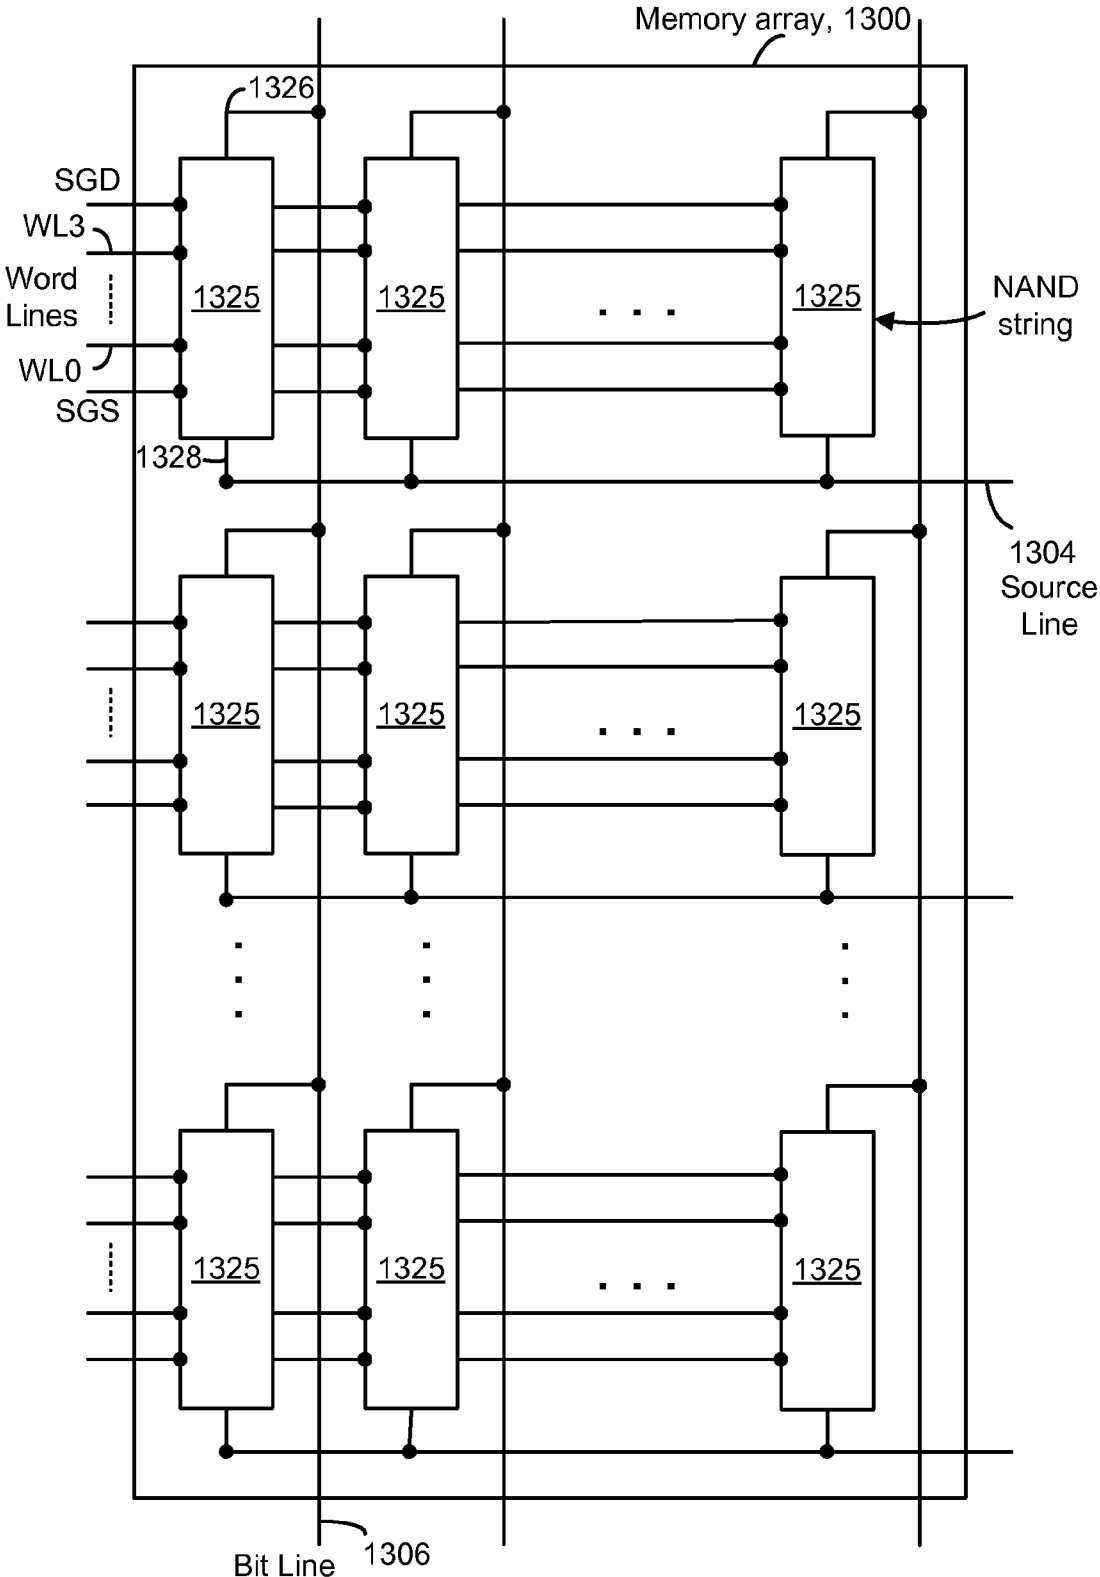 Memory array, 1300
1326
SGD
WL3
Word
Lines
WL0
SGS
1325
1325
1325
NAND
string
1328
1304
Source
Line
1325
1325
1325
1325
1325
1325
1306
Bit Line